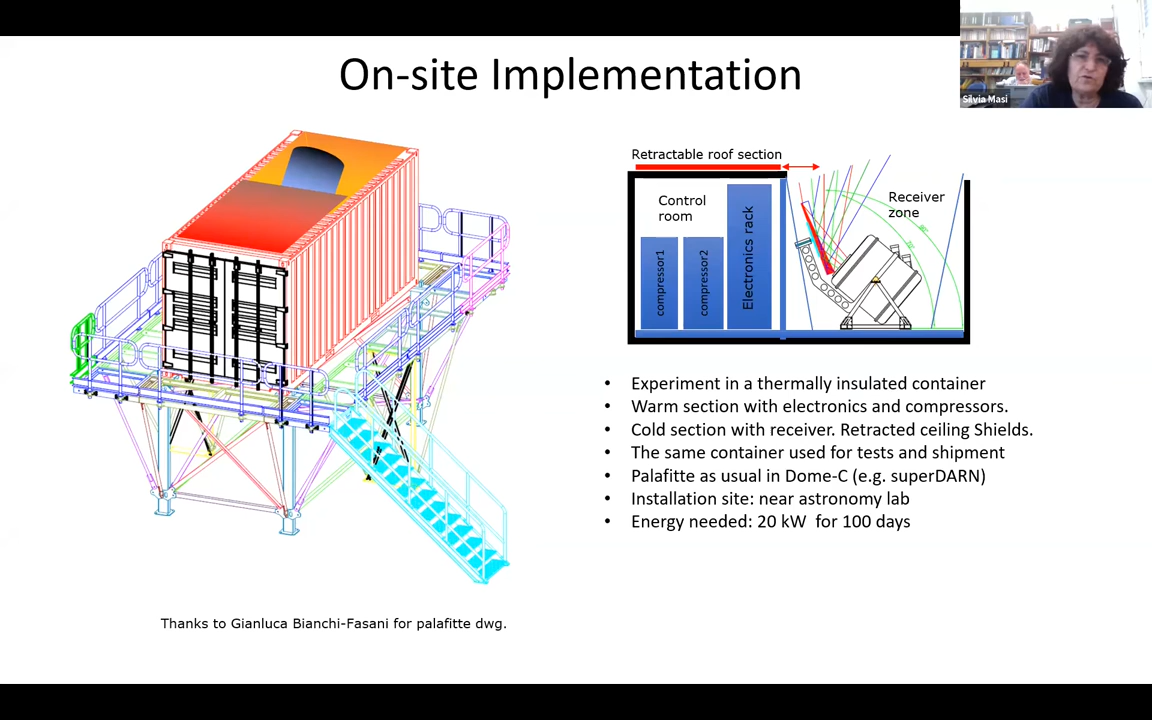 On-site Implementation
Silvia Masi
Retractable roof section
Control
room
Receiver
zone
compressor1
compressor2
Electronics rack
• Experiment in a thermally insulated container
• Warm section with electronics and compressors.
• Cold section with receiver. Retracted ceiling Shields.
• The same container used for tests and shipment
• Palafitte as usual in Dome-C (e.g. superDARN)
• Installation site: near astronomy lab
• Energy needed: 20 kW  for 100 days
Thanks to Gianluca Bianchi-Fasani for palafitte dwg.